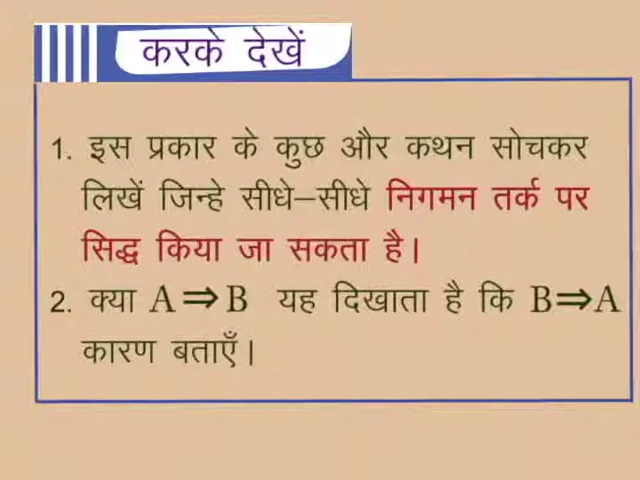 करके देखें
1. इस प्रकार के कुछ और कथन सोचकर
लिखें जिन्हे सीधे–सीधे निगमन तर्क पर
सिद्ध किया जा सकता है।
2. क्या A⇒B यह दिखाता है कि B⇒A
कारण बताएँ।